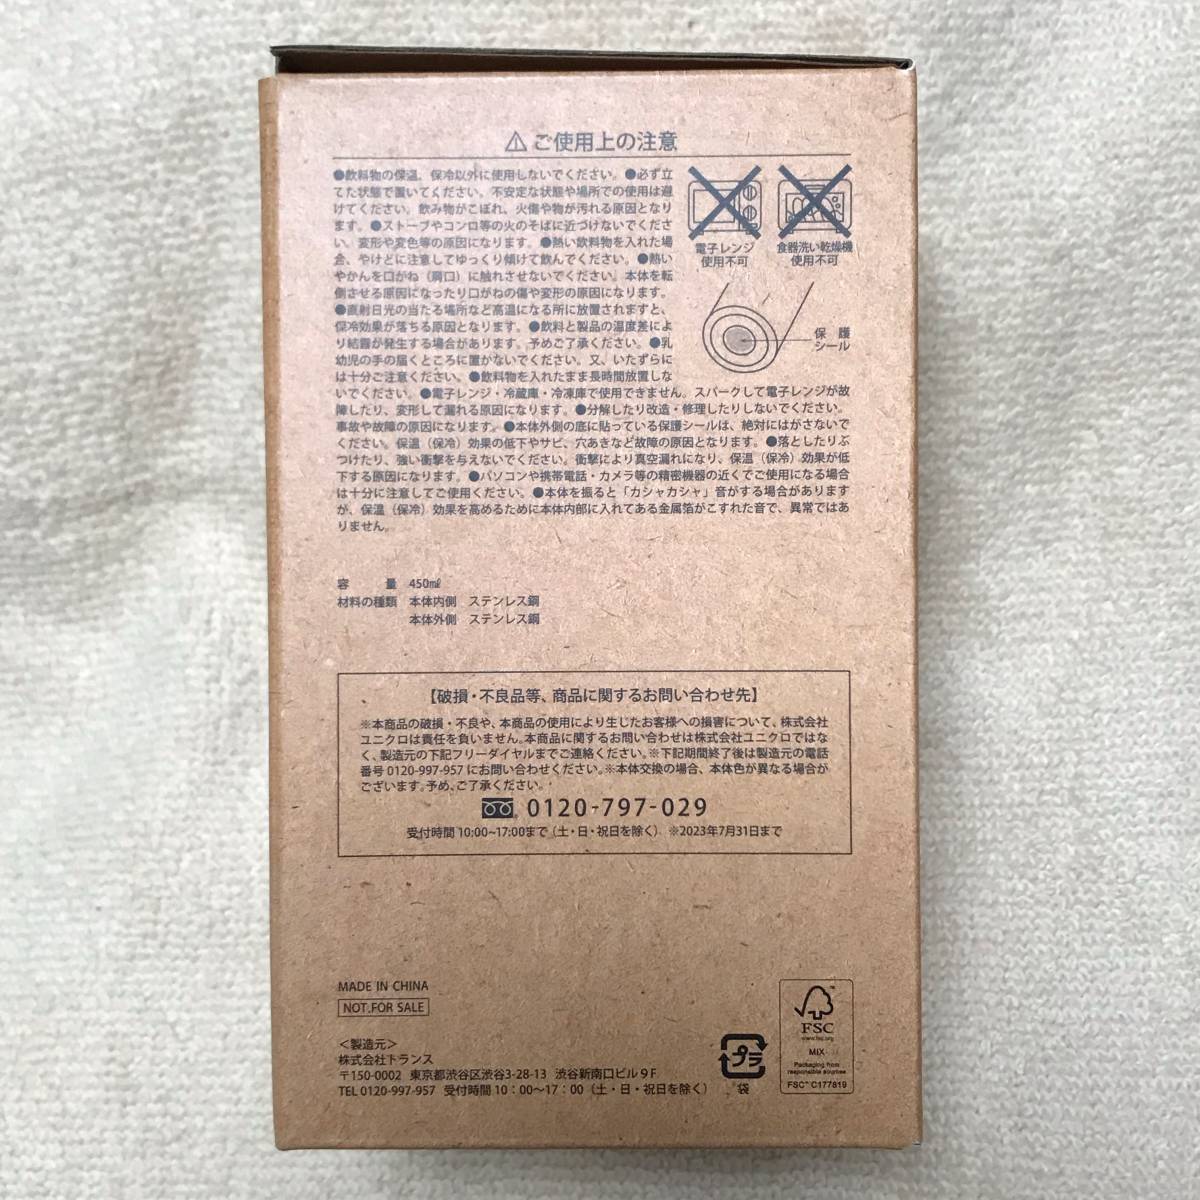 ⚠ ご使用上の注意
●飲料物の保温、保冷以外に使用しないでください。●必ず立
てた状態で置いてください。不安定な状態や場所での使用は避
けてください。飲み物がこぼれ、火傷や物が汚れる原因となり
ます。●ストーブやコンロ等の火のそばに近づけないでくださ
い。変形や変色等の原因になります。●熱い飲料物を入れた場
合、やけどに注意してゆっくり傾けて飲んでください。●熱い
やかんを口がね（肩口）に触れさせないでください。本体を転
倒させる原因になったり口がねの傷や変形の原因になります。
●直射日光の当たる場所など高温になる所に放置されますと、
保冷効果が落ちる原因となります。●飲料と製品の温度差によ
り結露が発生する場合があります。予めご了承ください。●乳
幼児の手の届くところに置かないでください。又、いたずらに
は十分ご注意ください。●飲料物を入れたまま長時間放置しな
いでください。●電子レンジ・冷蔵庫・冷凍庫で使用できません。スパークして電子レンジが故
障したり、変形して漏れる原因になります。●分解したり改造・修理したりしないでください。
事故や故障の原因になります。●本体外側の底に貼っている保護シールは、絶対にはがさないで
ください。保温（保冷）効果の低下やサビ、穴あきなど故障の原因となります。●落としたりぶ
つけたり、強い衝撃を与えないでください。衝撃により真空漏れになり、保温（保冷）効果が低
下する原因になります。●パソコンや携帯電話・カメラ等の精密機器の近くでご使用になる場合
は十分に注意してご使用ください。●本体を振ると「カシャカシャ」音がする場合があります
が、保温（保冷）効果を高めるために本体内部に入れてある金属箔がこすれた音で、異常ではあ
りません。
電子レンジ
使用不可
食器洗い乾燥機
使用不可
保護
シール
容　量 450㎖
材料の種類 本体内側 ステンレス鋼
本体外側 ステンレス鋼
【破損・不良品等、商品に関するお問い合わせ先】
※本商品の破損・不良や、本商品の使用により生じたお客様への損害について、株式会社
ユニクロは責任を負いません。本商品に関するお問い合わせは株式会社ユニクロではな
く、製造元の下記フリーダイヤルまでご連絡ください。※下記期間終了後は製造元の電話
番号 0120-997-957 にお問い合わせください。※本体交換の場合、本体色が異なる場合が
ございます。予め、ご了承ください。
0120-797-029
受付時間 10:00~17:00まで（土・日・祝日を除く） ※2023年7月31日まで
MADE IN CHINA
NOT FOR SALE
＜製造元＞
株式会社トランス
〒150-0002 東京都渋谷区渋谷3-28-13 渋谷新南口ビル９F
TEL 0120-997-957 受付時間 10：00〜17：00（土・日・祝日を除く）
プラ
袋
FSC
www.fsc.org
MIX
Packaging from
responsible sources
FSC™ C177819